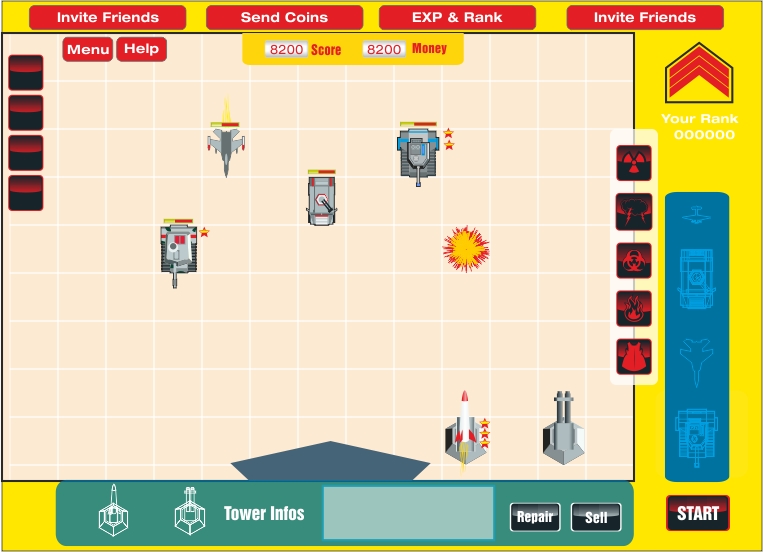 Invite Friends
Send Coins
EXP & Rank
Invite Friends
Menu
Help
8200 Score
8200 Money
Your Rank
000000
Tower Infos
Repair
Sell
START